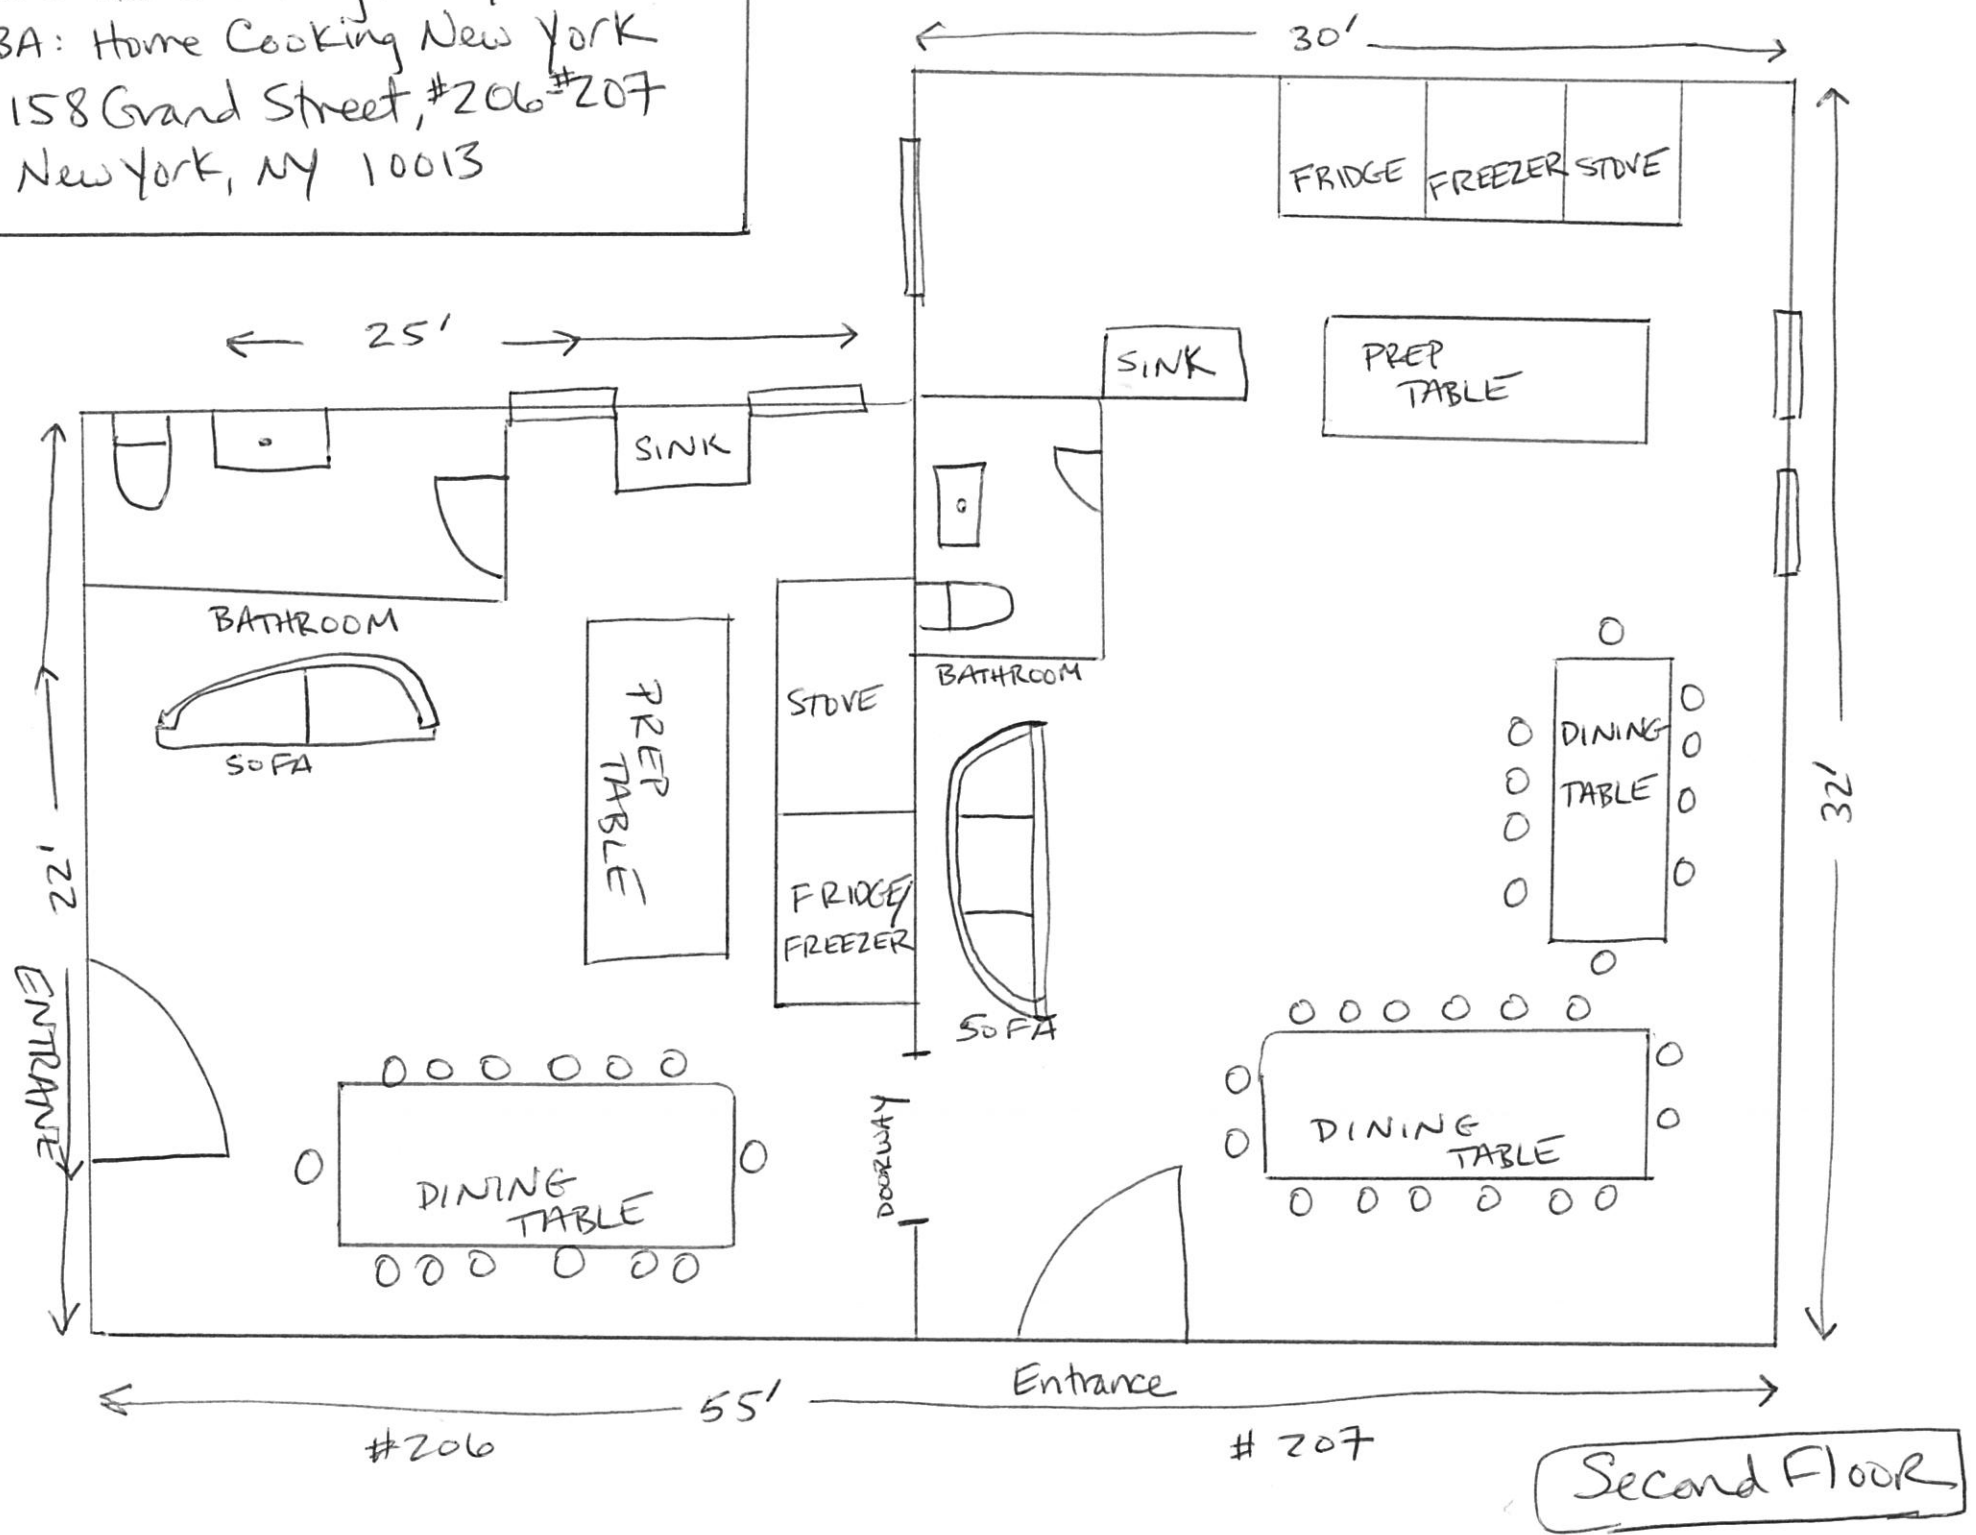 BA: Home Cooking New York
158 Grand Street, #206 #207
New York, NY 10013
30'
FRIDGE
FREEZER
STOVE
25'
SINK
PREP
TABLE
SINK
BATHROOM
SOFA
PREP
TABLE
STOVE
FRIDGE/
FREEZER
BATHROOM
SOFA
DINING
TABLE
32'
22'
ENTRANE
DINING
TABLE
DOORWAY
DINING
TABLE
Entrance
55'
#206
# 207
Second FlooR